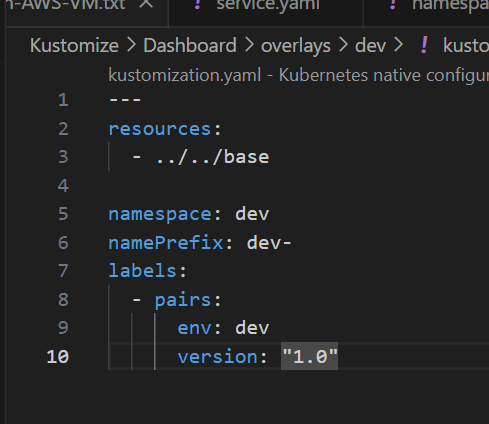 n-AWS-VM.txt × ! service.yaml ! namespa
Kustomize > Dashboard > overlays > dev > ! kusto
kustomization.yaml - Kubernetes native configur
1 ---
2 resources:
3 - ../../base
4
5 namespace: dev
6 namePrefix: dev-
7 labels:
8 - pairs:
9 env: dev
10 version: "1.0"